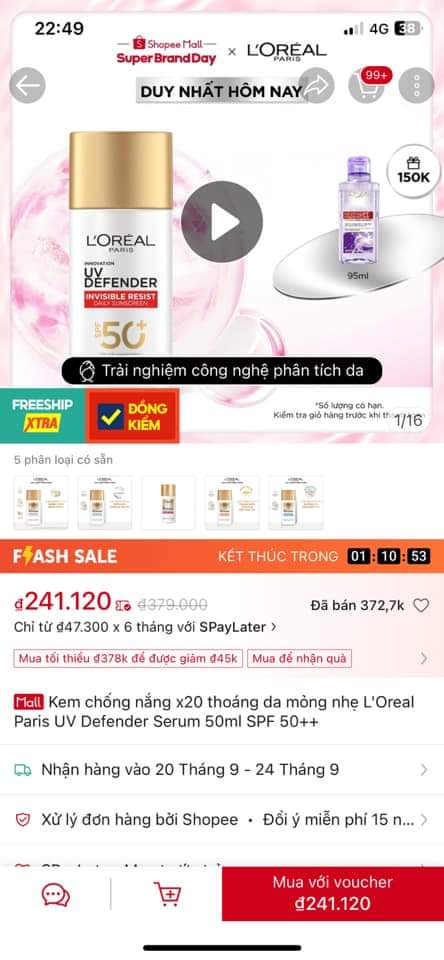 22:49
4G 38
Shopee Mall
Super Brand Day
x
L'ORÉAL
PARIS
99+
DUY NHẤT HÔM NAY
150K
L'ORÉAL
PARIS
INNOVATION
UV
DEFENDER
INVISIBLE RESIST
DAILY SUNSCREEN
SPF 50+
95ml
Trải nghiệm công nghệ phân tích da
FREESHIP
XTRA
ĐỒNG
KIỂM
*Số lượng có hạn.
Kiểm tra giỏ hàng trước khi
1/16
5 phân loại có sẵn
FLASH SALE
KẾT THÚC TRONG 01:10:53
₫241.120 ₫379.000 Đã bán 372,7k
Chỉ từ ₫47.300 x 6 tháng với SPayLater >
Mua tối thiểu ₫378k để được giảm ₫45k Mua để nhận quà
Mall Kem chống nắng x20 thoáng da mỏng nhẹ L'Oreal
Paris UV Defender Serum 50ml SPF 50++
Nhận hàng vào 20 Tháng 9 - 24 Tháng 9
Xử lý đơn hàng bởi Shopee • Đổi ý miễn phí 15 n...
Mua với voucher
₫241.120